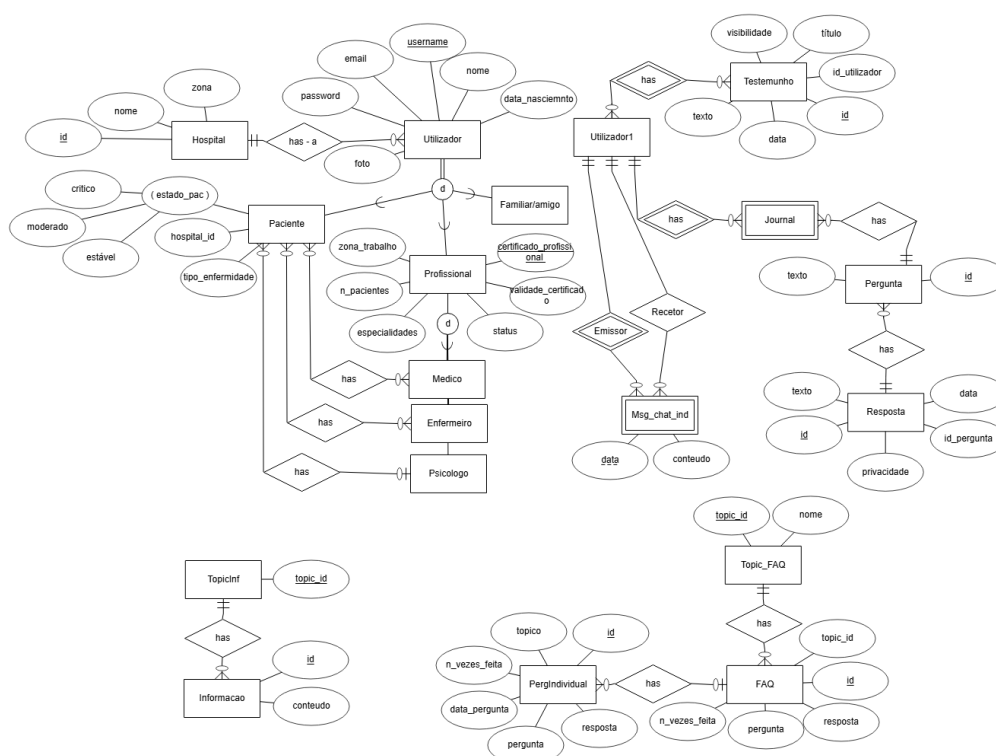 username
email
nome
password
data_nasciemnto
foto
Utilizador
zona
nome
id
Hospital
has - a
visibilidade
título
id_utilizador
Testemunho
texto
id
data
has
Utilizador1
d
Familiar/amigo
critico
( estado_pac )
moderado
estável
hospital_id
tipo_enfermidade
Paciente
zona_trabalho
n_pacientes
especialidades
Profissional
certificado_profissi
onal
validade_certificad
o
status
d
has
Journal
has
texto
Pergunta
id
Emissor
Recetor
has
has
Medico
has
Enfermeiro
has
Psicologo
Msg_chat_ind
data
conteudo
texto
id
Resposta
data
id_pergunta
privacidade
topic_id
nome
Topic_FAQ
has
TopicInf
topic_id
has
id
Informacao
conteudo
topico
id
n_vezes_feita
PergIndividual
data_pergunta
pergunta
resposta
has
topic_id
FAQ
id
n_vezes_feita
pergunta
resposta